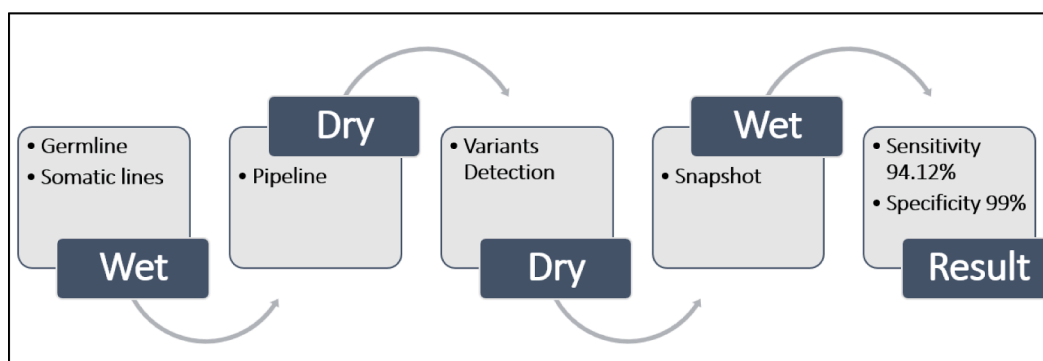 • Germline
• Somatic lines
Wet
Dry
• Pipeline
• Variants
Detection
Dry
Wet
• Snapshot
• Sensitivity
94.12%
• Specificity 99%
Result